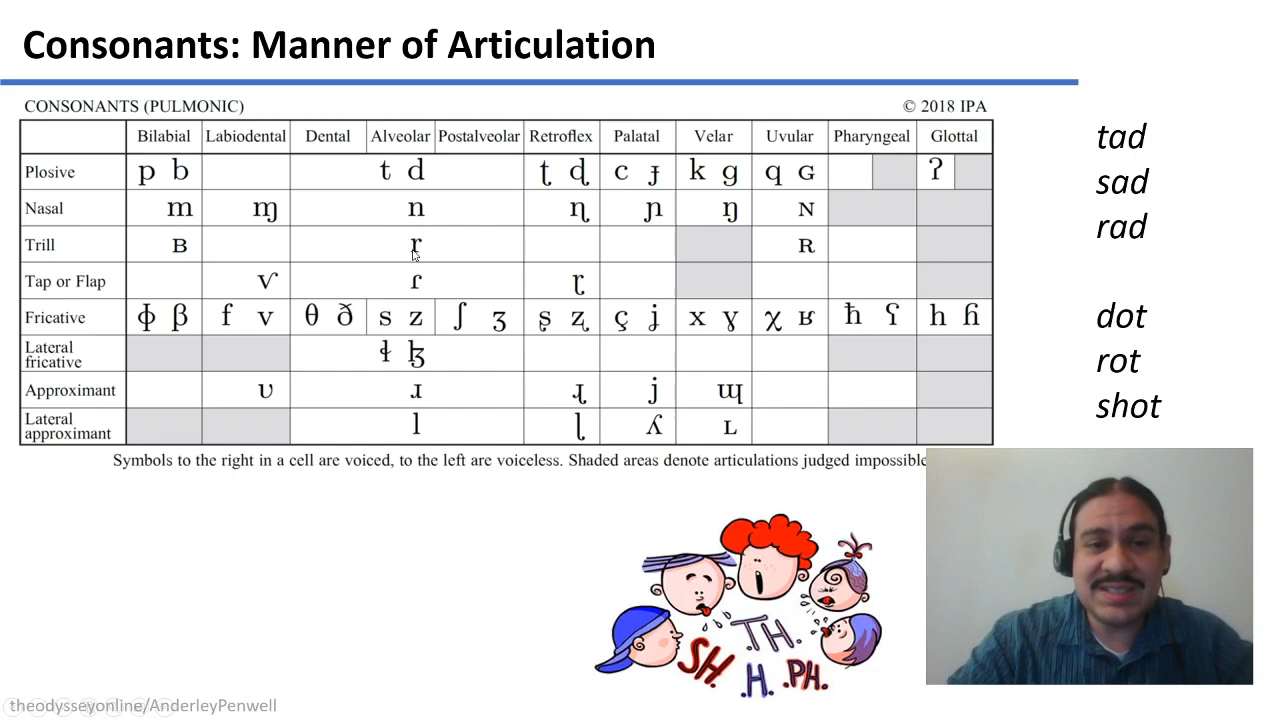 Consonants: Manner of Articulation
CONSONANTS (PULMONIC) © 2018 IPA
Bilabial Labiodental Dental Alveolar Postalveolar Retroflex Palatal Velar Uvular Pharyngeal Glottal
Plosive p b t d ʈ ɖ c ɟ k ɡ q ɢ ʔ
Nasal m ɱ n ɳ ɲ ŋ ɴ
Trill ʙ r ʀ
Tap or Flap ⱱ ɾ ɽ
Fricative ɸ β f v θ ð s z ʃ ʒ ʂ ʐ ç ʝ x ɣ χ ʁ ħ ʕ h ɦ
Lateral
fricative ɬ ɮ
Approximant ʋ ɹ ɻ j ɰ
Lateral
approximant l ɭ ʎ ʟ
Symbols to the right in a cell are voiced, to the left are voiceless. Shaded areas denote articulations judged impossible
tad
sad
rad
dot
rot
shot
TH.
SH.
.H.
.PH.
theodysseyonline/AnderleyPenwell